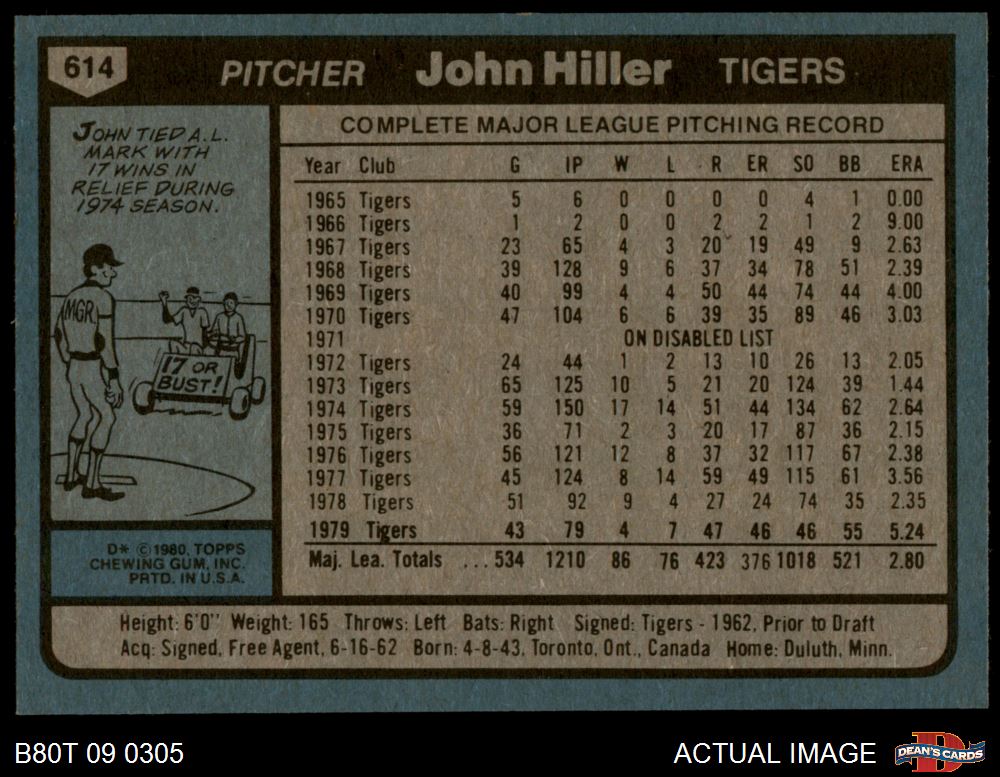 614 PITCHER John Hiller TIGERS
JOHN TIED A.L.
MARK WITH
17 WINS IN
RELIEF DURING
1974 SEASON.
MGR
17 OR
BUST!
D* © 1980, TOPPS
CHEWING GUM, INC.
PRTD. IN U.S.A.
COMPLETE MAJOR LEAGUE PITCHING RECORD
Year Club G IP W L R ER SO BB ERA
1965 Tigers 5 6 0 0 0 0 4 1 0.00
1966 Tigers 1 2 0 0 2 2 1 2 9.00
1967 Tigers 23 65 4 3 20 19 49 9 2.63
1968 Tigers 39 128 9 6 37 34 78 51 2.39
1969 Tigers 40 99 4 4 50 44 74 44 4.00
1970 Tigers 47 104 6 6 39 35 89 46 3.03
1971 ON DISABLED LIST
1972 Tigers 24 44 1 2 13 10 26 13 2.05
1973 Tigers 65 125 10 5 21 20 124 39 1.44
1974 Tigers 59 150 17 14 51 44 134 62 2.64
1975 Tigers 36 71 2 3 20 17 87 36 2.15
1976 Tigers 56 121 12 8 37 32 117 67 2.38
1977 Tigers 45 124 8 14 59 49 115 61 3.56
1978 Tigers 51 92 9 4 27 24 74 35 2.35
1979 Tigers 43 79 4 7 47 46 46 55 5.24
Maj. Lea. Totals ... 534 1210 86 76 423 376 1018 521 2.80
Height: 6'0" Weight: 165 Throws: Left Bats: Right Signed: Tigers - 1962, Prior to Draft
Acq: Signed, Free Agent, 6-16-62 Born: 4-8-43, Toronto, Ont., Canada Home: Duluth, Minn.
B80T 09 0305 ACTUAL IMAGE
D
DEAN'S CARDS